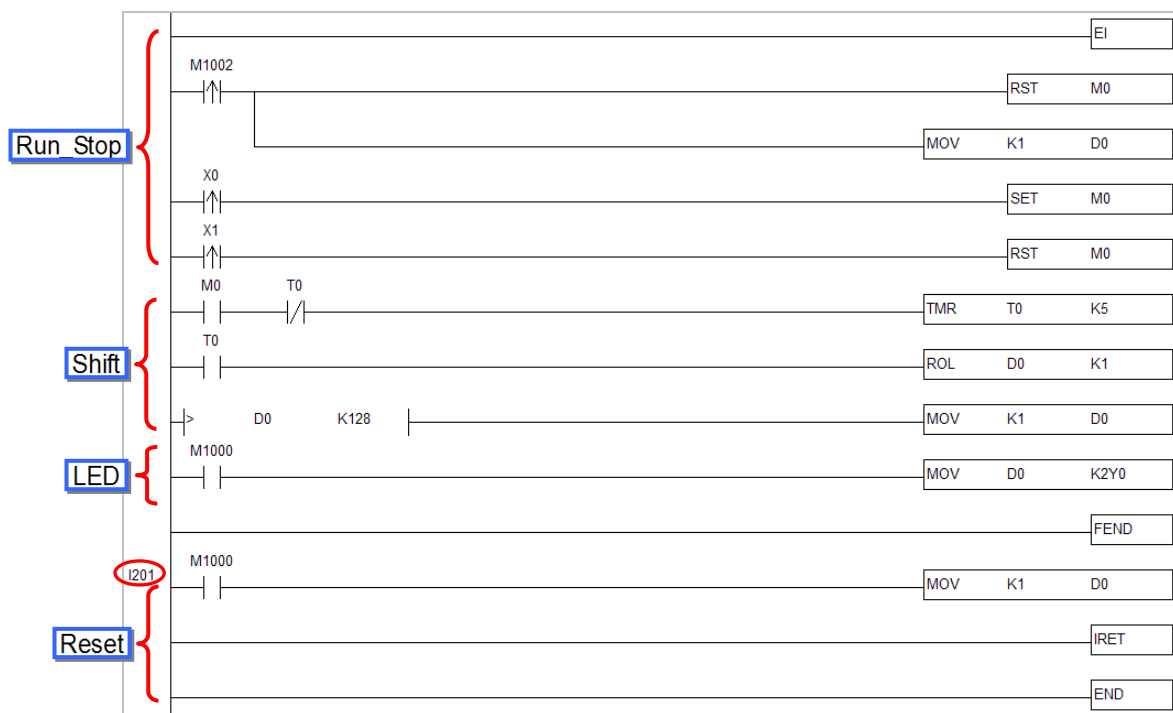 EI
M1002
RST M0
Run_Stop
MOV K1 D0
X0
SET M0
X1
RST M0
M0 T0
TMR T0 K5
T0
Shift
ROL D0 K1
> D0 K128
MOV K1 D0
M1000
LED
MOV D0 K2Y0
FEND
M1000
I201
MOV K1 D0
Reset
IRET
END